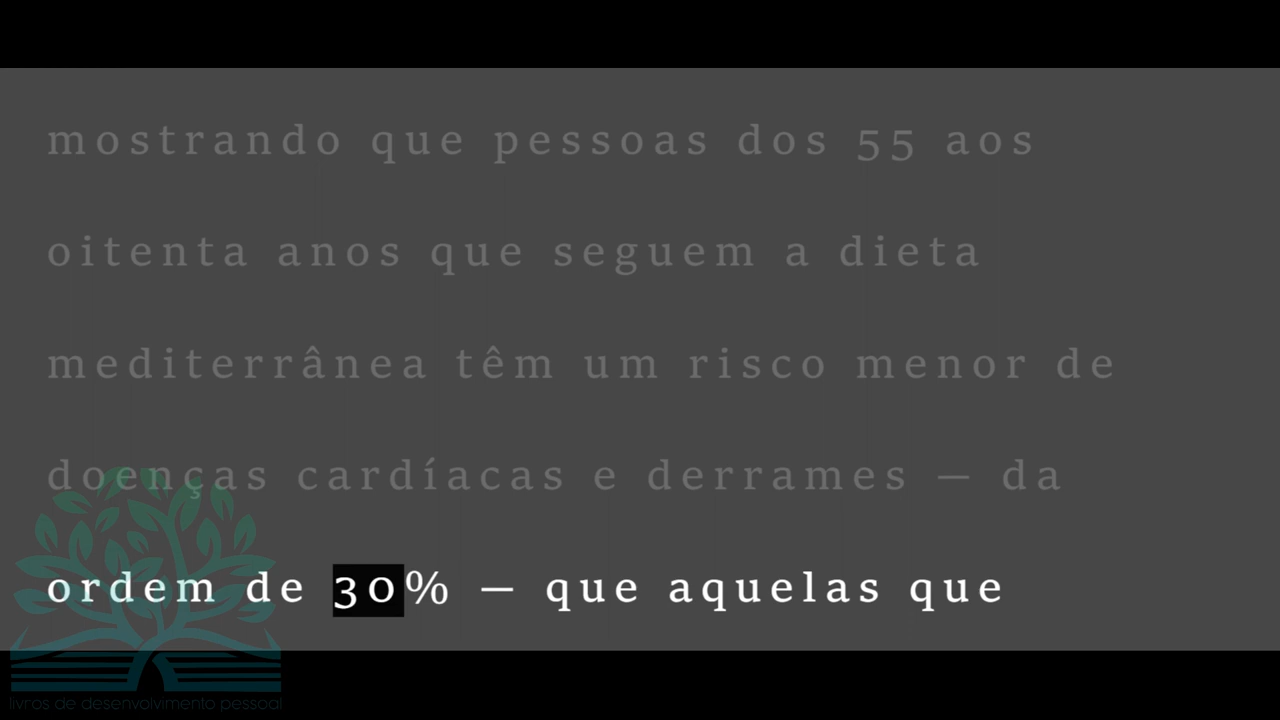 mostrando que pessoas dos 55 aos
oitenta anos que seguem a dieta
mediterrânea têm um risco menor de
doenças cardíacas e derrames — da
ordem de 30% — que aquelas que
livros de desenvolvimento pessoal